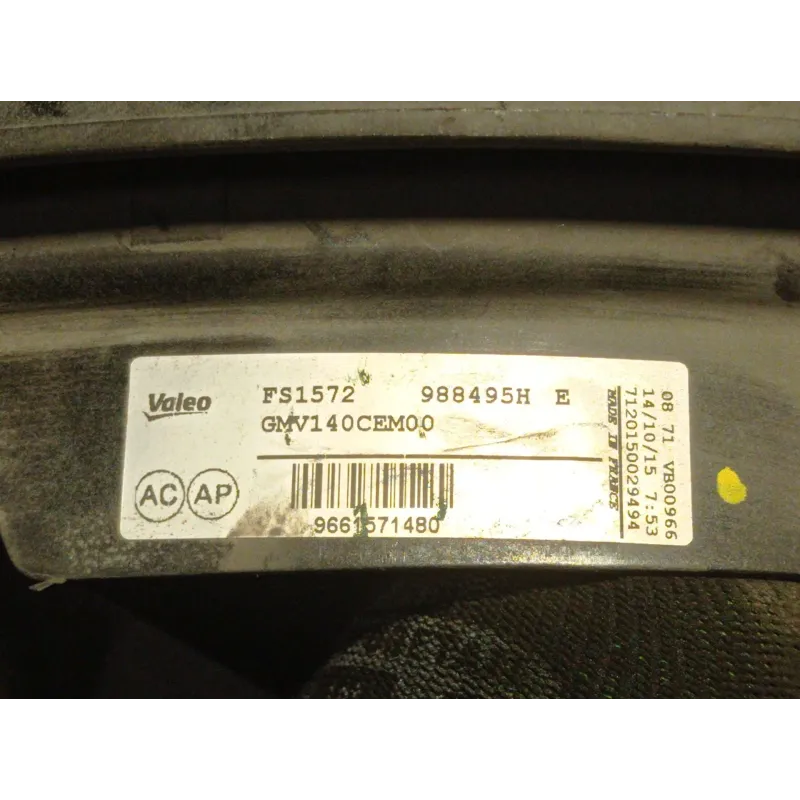 Valeo
FS1572 988495H E
GMV140CEM00
AC AP
9661571480
MADE IN FRANCE
7120150029494
14/10/15 7:53
08 71 VB00966